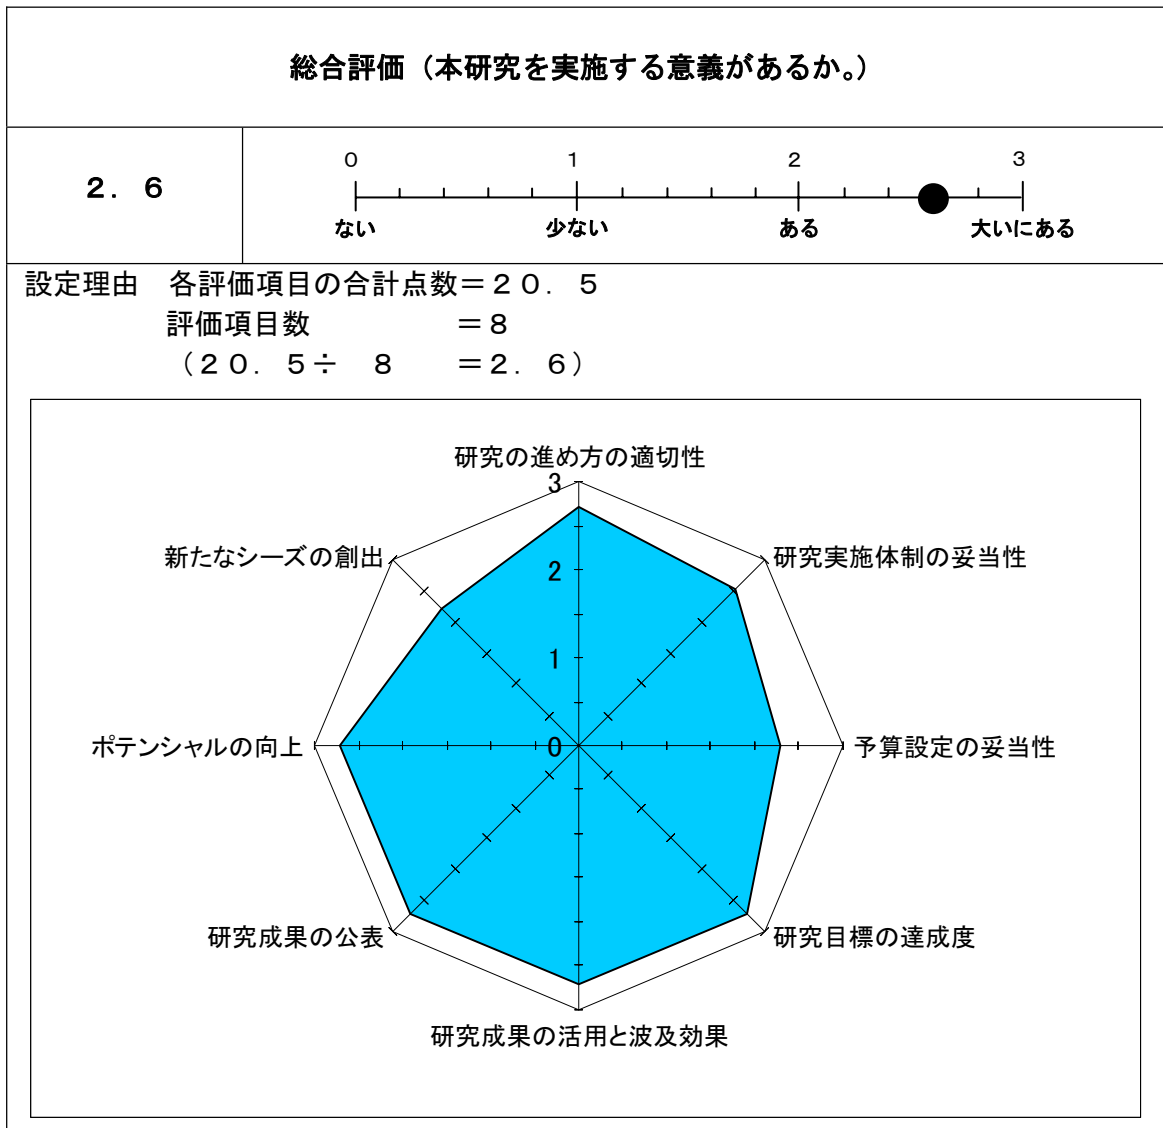 総合評価（本研究を実施する意義があるか。）
2．6
0 1 2 3
ない 少ない ある 大いにある
設定理由　各評価項目の合計点数＝２０．５
評価項目数　　　　　＝８
（２０．５÷　８　　＝２．６）
研究の進め方の適切性
3
新たなシーズの創出
研究実施体制の妥当性
2
1
ポテンシャルの向上
0
予算設定の妥当性
研究成果の公表
研究目標の達成度
研究成果の活用と波及効果